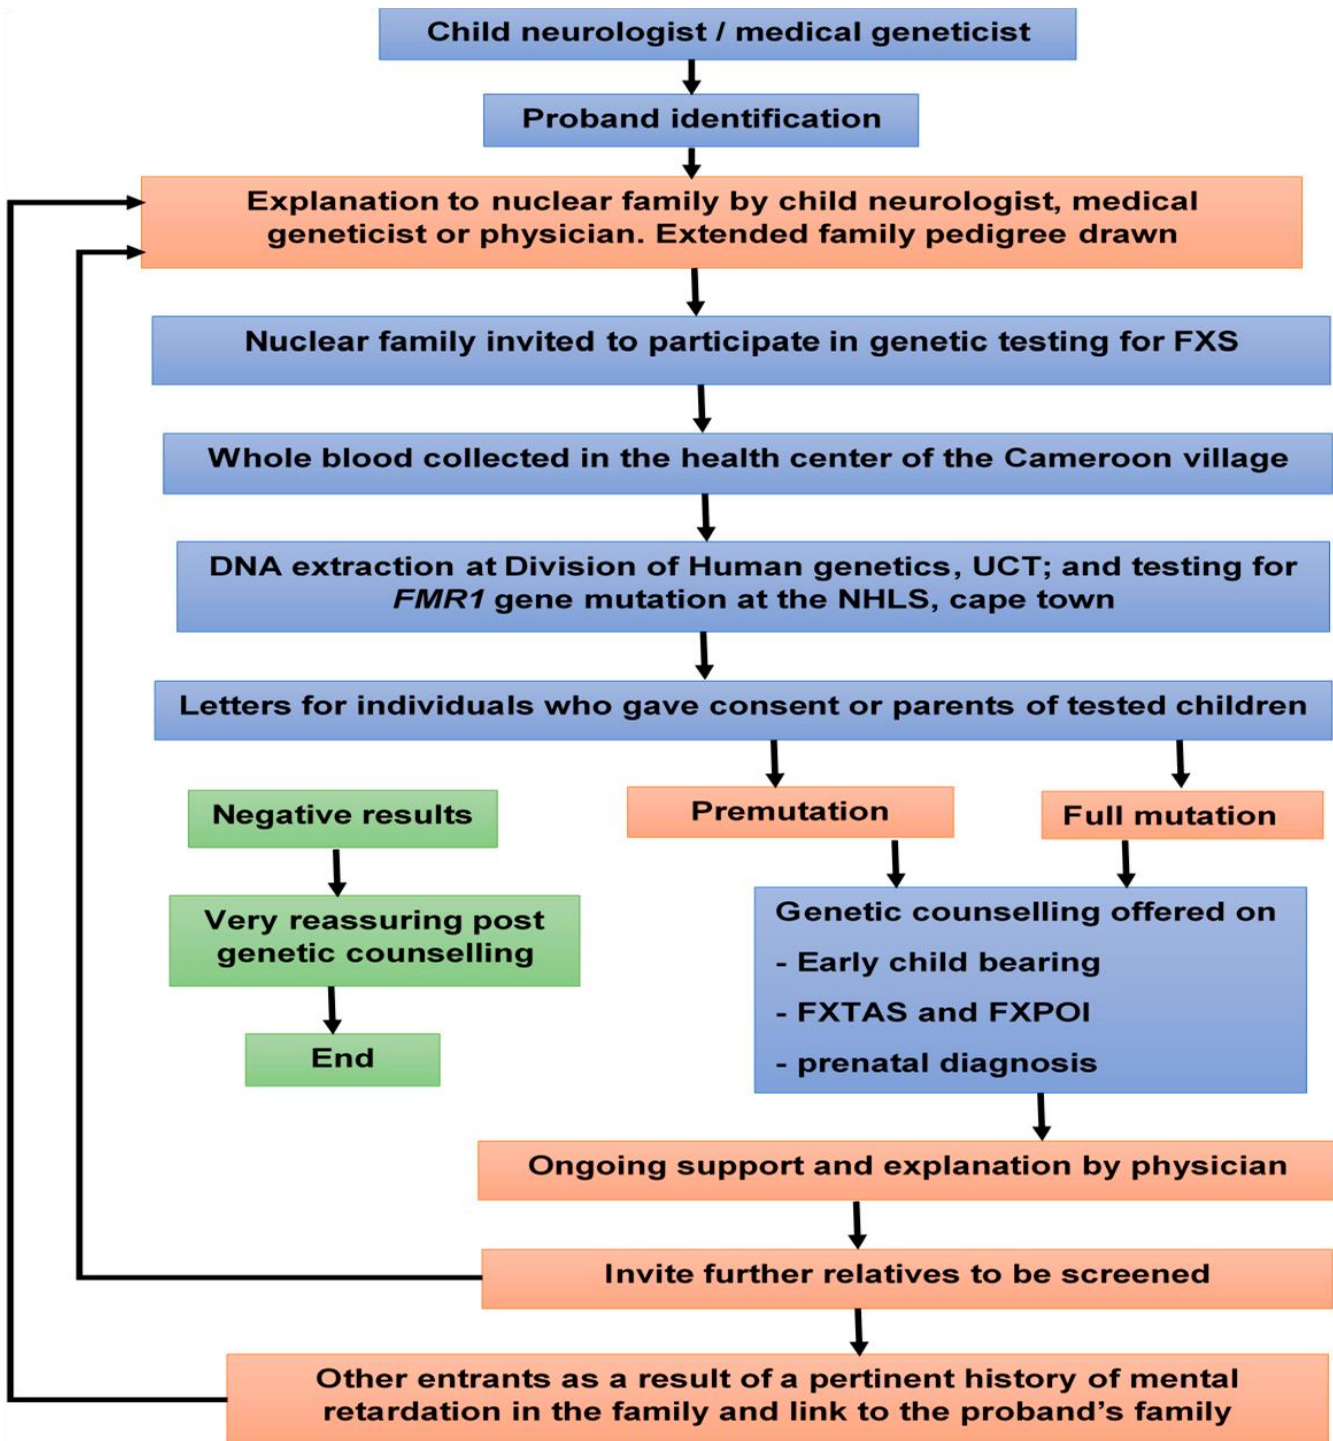 Child neurologist / medical geneticist
Proband identification
Explanation to nuclear family by child neurologist, medical
geneticist or physician. Extended family pedigree drawn
Nuclear family invited to participate in genetic testing for FXS
Whole blood collected in the health center of the Cameroon village
DNA extraction at Division of Human genetics, UCT; and testing for
FMR1 gene mutation at the NHLS, cape town
Letters for individuals who gave consent or parents of tested children
Negative results
Very reassuring post
genetic counselling
End
Premutation
Full mutation
Genetic counselling offered on
- Early child bearing
- FXTAS and FXPOI
- prenatal diagnosis
Ongoing support and explanation by physician
Invite further relatives to be screened
Other entrants as a result of a pertinent history of mental
retardation in the family and link to the proband’s family